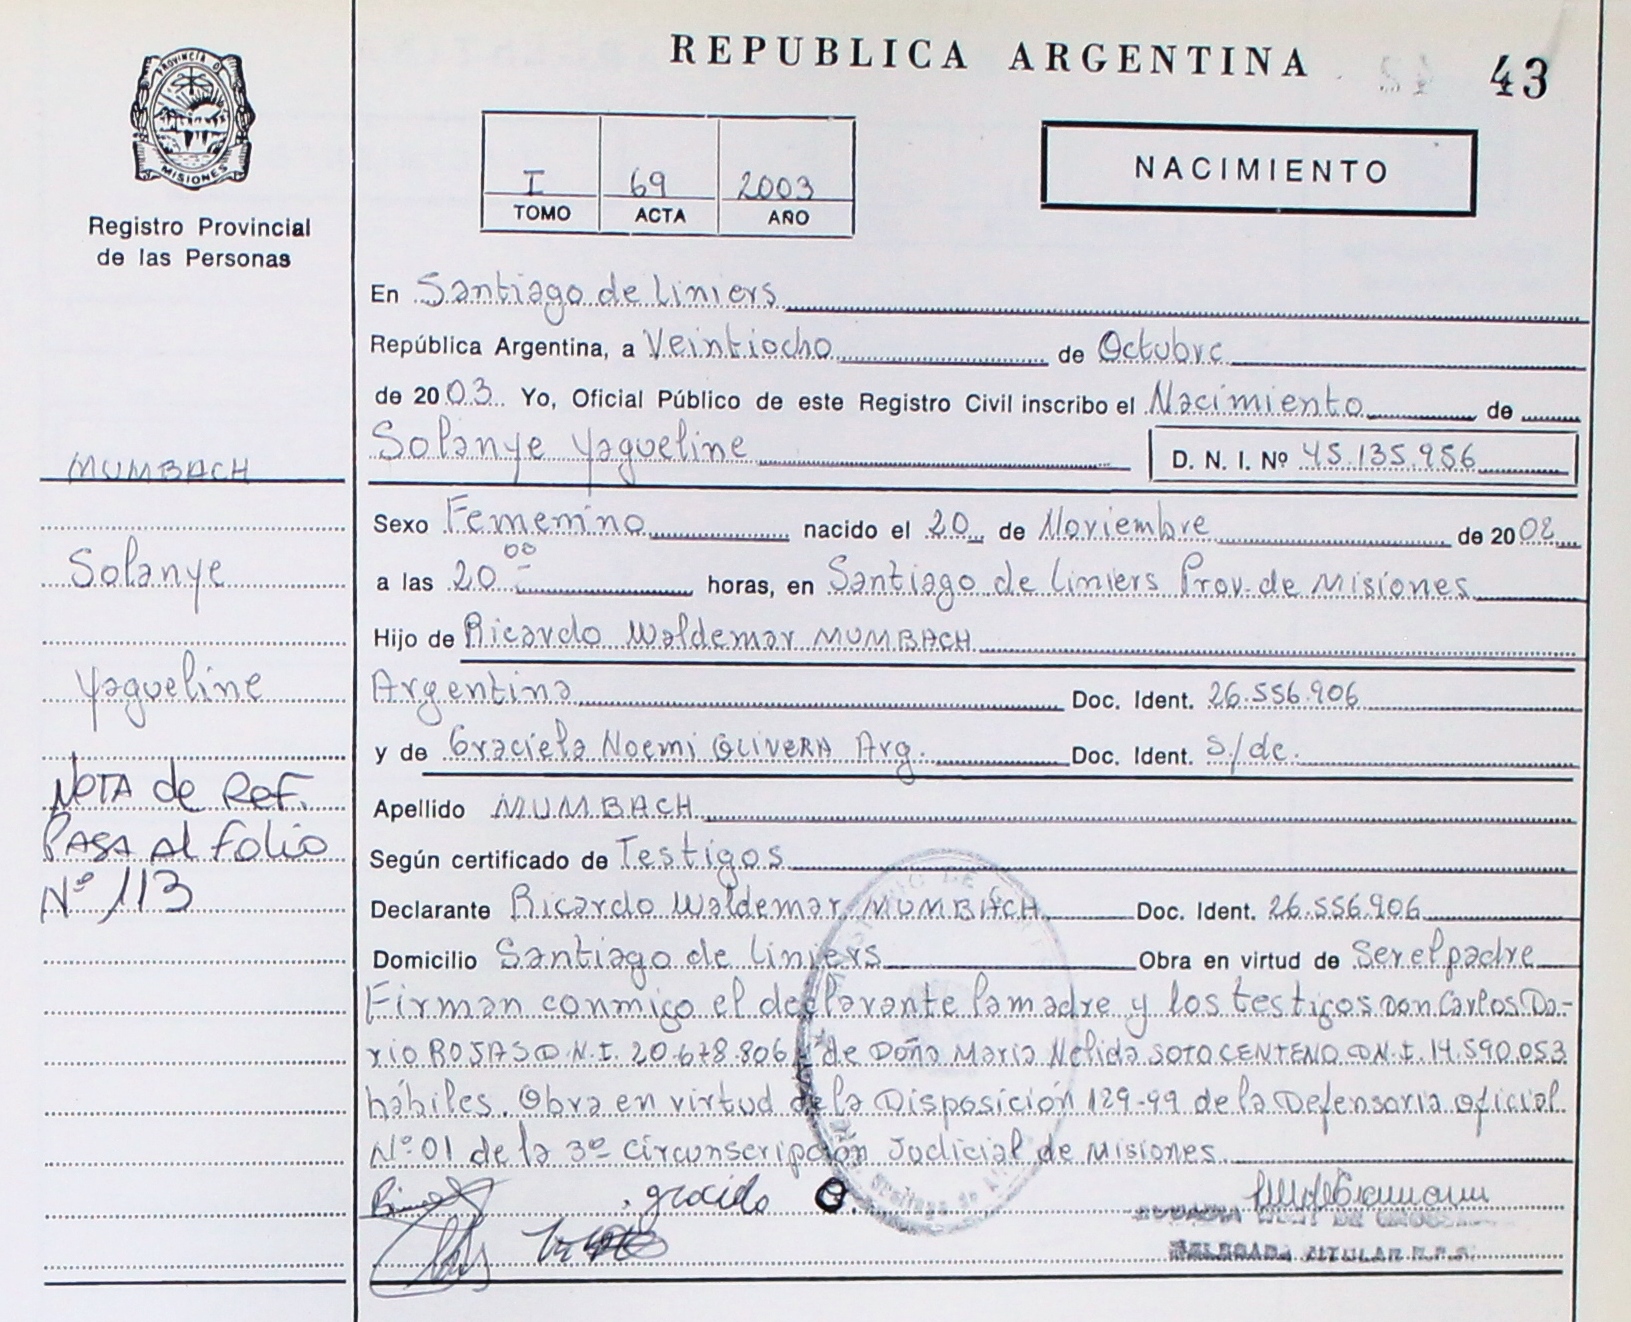 PROVINCIA DE
MISIONES
Registro Provincial
de las Personas
REPUBLICA ARGENTINA
43
I 69 2003
TOMO ACTA AÑO
NACIMIENTO
En Santiago de Liniers
República Argentina, a Veintiocho de Octubre
de 2003 Yo, Oficial Público de este Registro Civil inscribo el Nacimiento de
Solanye Yaqueline D. N. I. Nº 45.135.956
Sexo Femenino nacido el 20 de Noviembre de 2002
a las 20 00 horas, en Santiago de Liniers Prov. de Misiones
Hijo de Ricardo Waldemar MUMBACH
Argentina Doc. Ident. 26.556.906
y de Graciela Noemi OLIVERA Arg. Doc. Ident. S/de.
Apellido MUMBACH
Según certificado de Testigos
Declarante Ricardo Waldemar MUMBACH Doc. Ident. 26.556.906
Domicilio Santiago de Liniers Obra en virtud de Ser el padre
Firman conmigo el declarante la madre y los testigos Don Carlos Da-
rio ROJAS D.N.I. 20.678.806 de Doña Maria Nelida SOTO CENTENO D.N.I. 14.590.053
hábiles. Obra en virtud de la Disposición 129-99 de la Defensoria oficial
Nº 01 de la 3º Circunscripción Judicial de Misiones
MUMBACH
Solanye
Yaqueline
NOTA de REF.
PASA Al folio
Nº 113